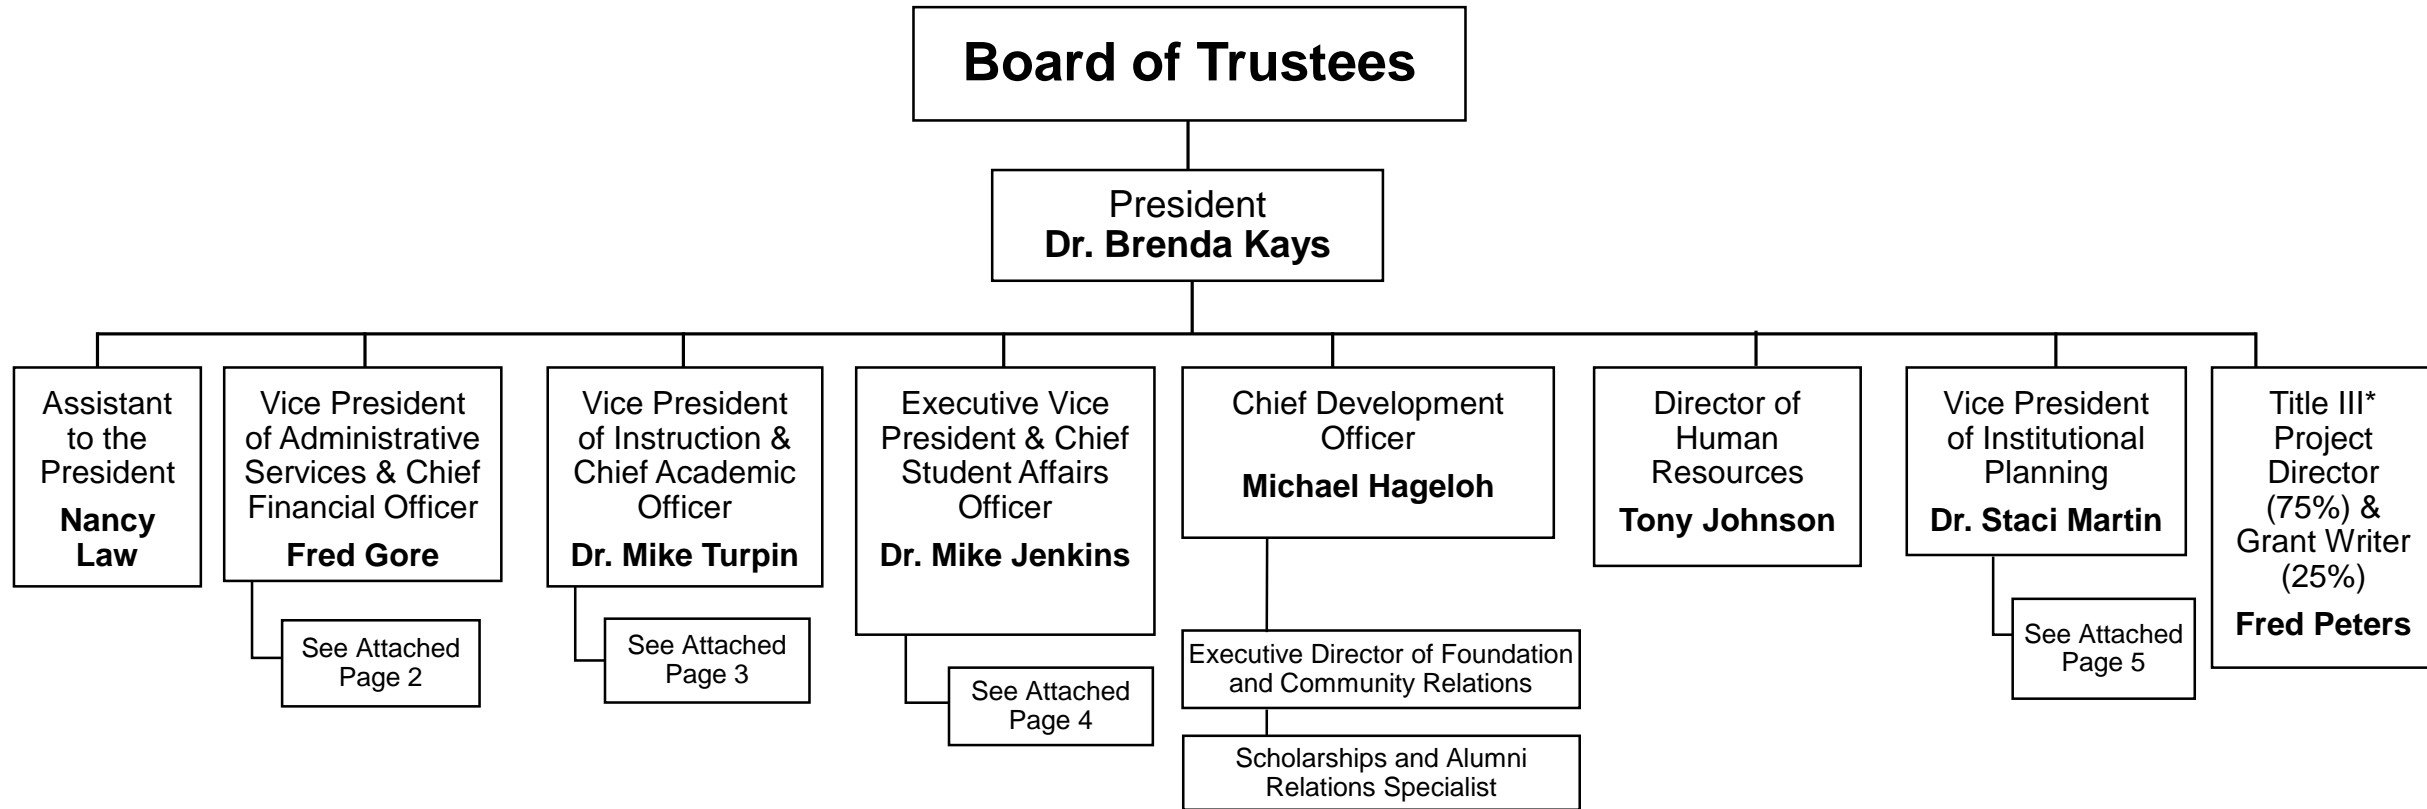 Board of Trustees
President
Dr. Brenda Kays
Assistant
to the
President
Nancy
Law
Vice President
of Administrative
Services & Chief
Financial Officer
Fred Gore
See Attached
Page 2
Vice President
of Instruction &
Chief Academic
Officer
Dr. Mike Turpin
See Attached
Page 3
Executive Vice
President & Chief
Student Affairs
Officer
Dr. Mike Jenkins
See Attached
Page 4
Chief Development
Officer
Michael Hageloh
Executive Director of Foundation
and Community Relations
Scholarships and Alumni
Relations Specialist
Director of
Human
Resources
Tony Johnson
Vice President
of Institutional
Planning
Dr. Staci Martin
See Attached
Page 5
Title III*
Project
Director
(75%) &
Grant Writer
(25%)
Fred Peters